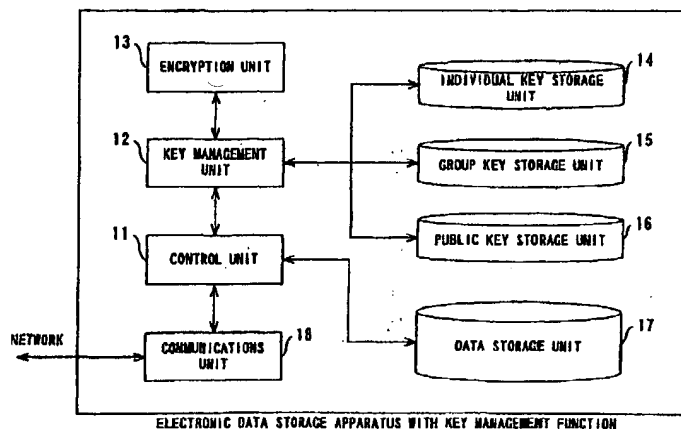 13
ENCRYPTION UNIT
14
INDIVIDUAL KEY STORAGE
UNIT
12
KEY MANAGEMENT
UNIT
15
GROUP KEY STORAGE UNIT
16
PUBLIC KEY STORAGE UNIT
11
CONTROL UNIT
NETWORK
18
COMMUNICATIONS
UNIT
17
DATA STORAGE UNIT
ELECTRONIC DATA STORAGE APPARATUS WITH KEY MANAGEMENT FUNCTION